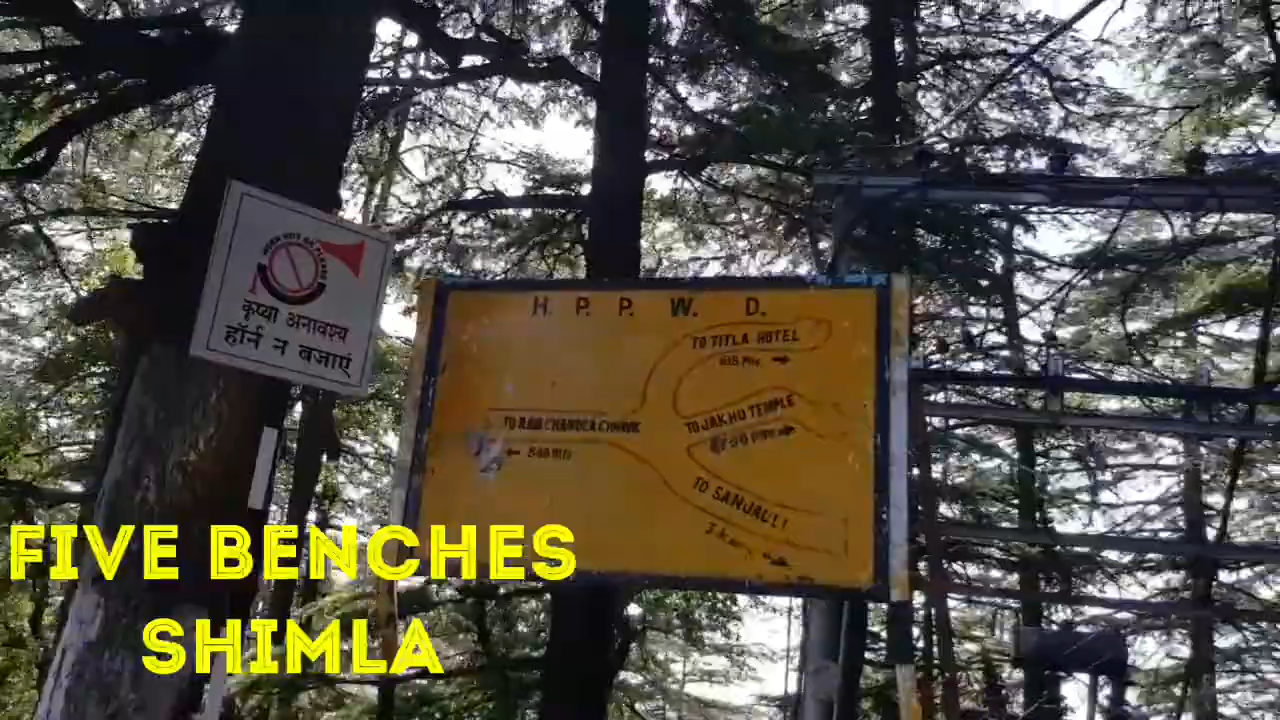 कृप्या अनावश्य
हॉर्न न बजाएं
H. P. P. W. D.
TO TITLA HOTEL
TO JAKHU TEMPLE
TO RAM CHANDRA CHOWK
TO SANJAULI
FIVE BENCHES
SHIMLA